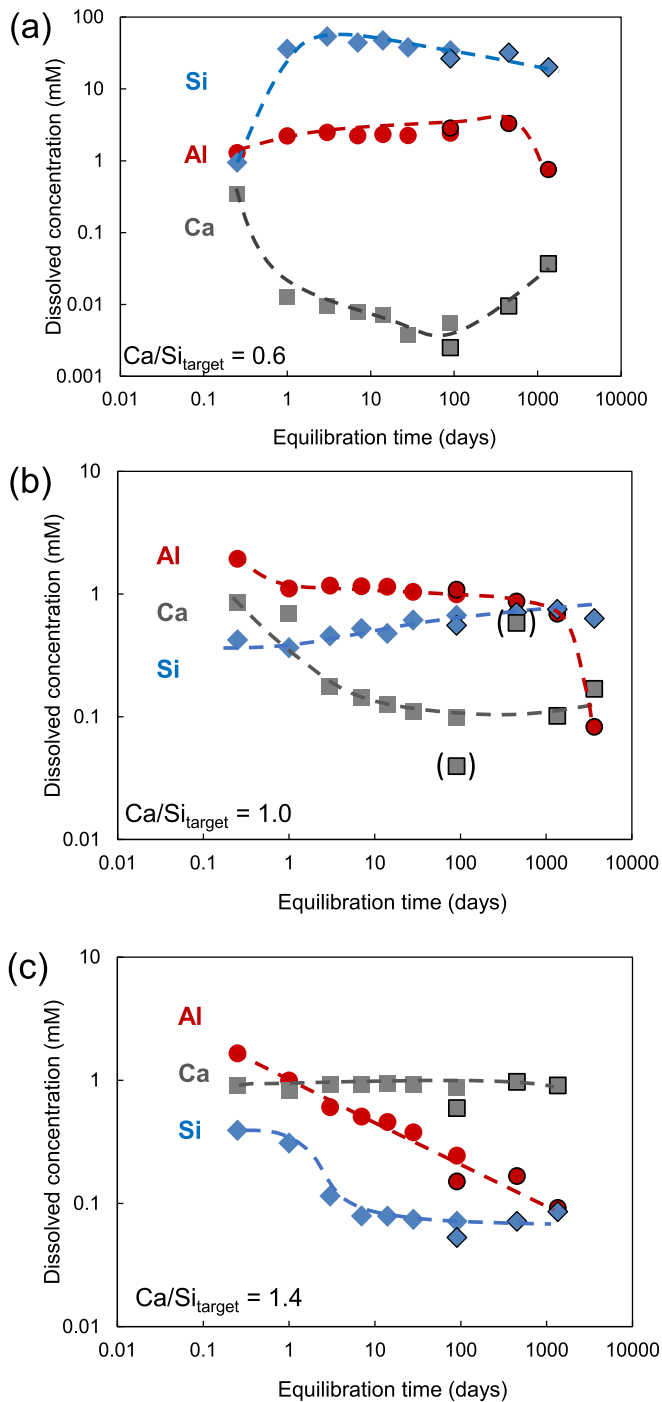 (a)
100
10
1
0.1
0.01
0.001
Dissolved concentration (mM)
Si
Al
Ca
Ca/Si_target = 0.6
0.01 0.1 1 10 100 1000 10000
Equilibration time (days)
(b)
10
1
0.1
0.01
Dissolved concentration (mM)
Al
Ca
Si
( )
( )
Ca/Si_target = 1.0
0.01 0.1 1 10 100 1000 10000
Equilibration time (days)
(c)
10
1
0.1
0.01
Dissolved concentration (mM)
Al
Ca
Si
Ca/Si_target = 1.4
0.01 0.1 1 10 100 1000 10000
Equilibration time (days)